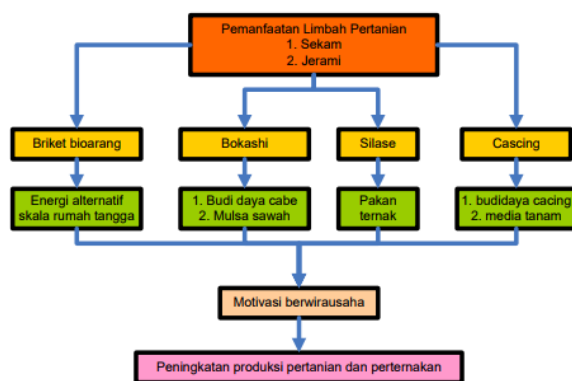 Pemanfaatan Limbah Pertanian
1. Sekam
2. Jerami
Briket bioarang
Bokashi
Silase
Cascing
Energi alternatif
skala rumah tangga
1. Budi daya cabe
2. Mulsa sawah
Pakan
ternak
1. budidaya cacing
2. media tanam
Motivasi berwirausaha
Peningkatan produksi pertanian dan perternakan